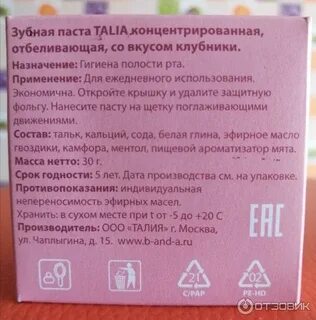 Зубная паста TALIA,концентрированная,
отбеливающая, со вкусом клубники.
Назначение: Гигиена полости рта.
Применение: Для ежедневного использования.
Экономична. Откройте крышку и удалите защитную
фольгу. Нанесите пасту на щетку поглаживающими
движениями.
Состав: тальк, кальций, сода, белая глина, эфирное масло
гвоздики, камфора, ментол, пищевой ароматизатор мята.
Масса нетто: 30 г.
Срок годности: 5 лет. Дата производства см. на упаковке.
Противопоказания: индивидуальная
непереносимость эфирных масел.
Хранить: в сухом месте при t от -5 до +20 С
Производитель: ООО «ТАЛИЯ» г. Москва,
ул. Чаплыгина, д. 15. www.b-and-a.ru
EAC
21
C/PAP
02
PE-HD
ОТЗОВИК